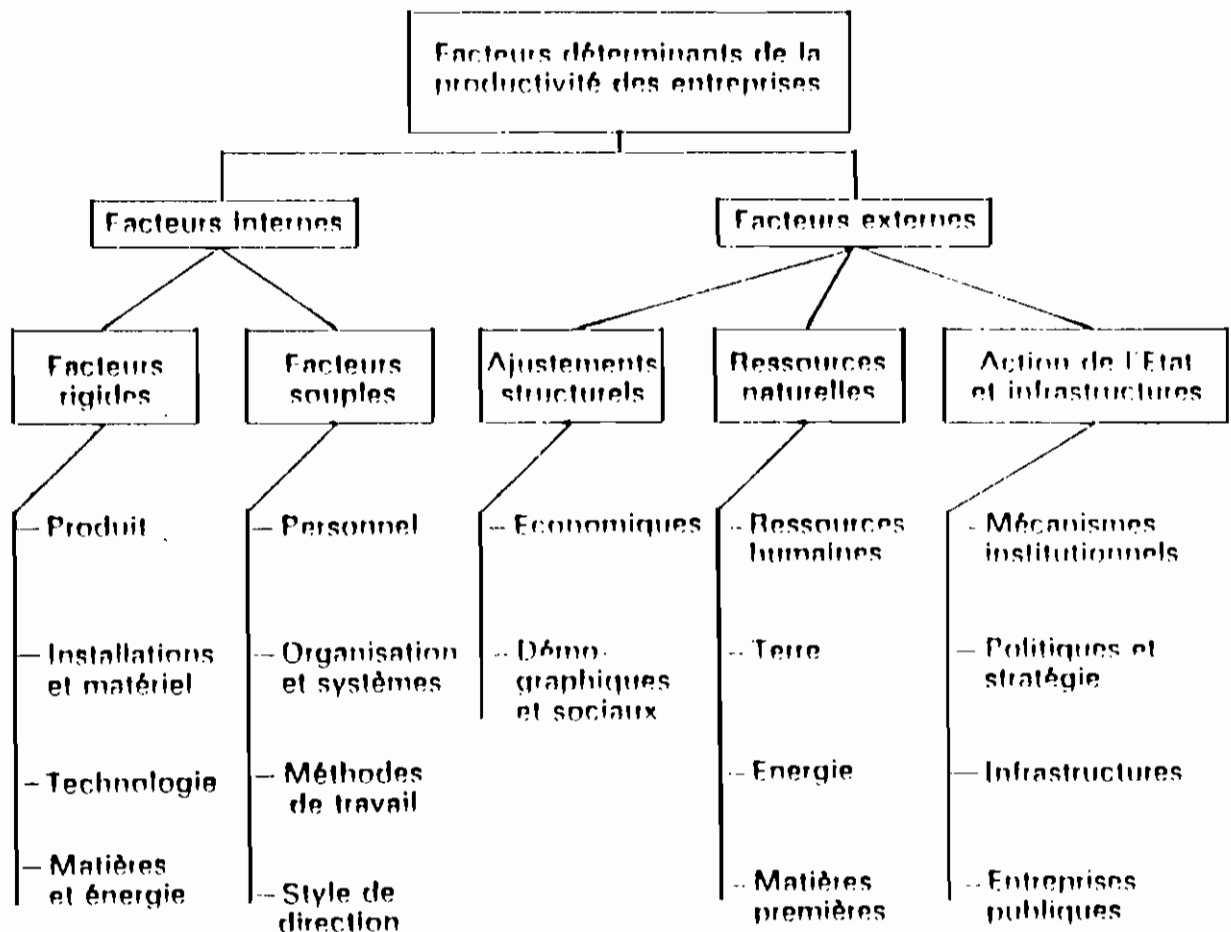 Facteurs déterminants de la
productivité des entreprises
Facteurs internes
Facteurs externes
Facteurs
rigides
Facteurs
souples
Ajustements
structurels
Ressources
naturelles
Action de l'Etat
et infrastructures
– Produit
– Installations
et matériel
– Technologie
– Matières
et énergie
– Personnel
– Organisation
et systèmes
– Méthodes
de travail
– Style de
direction
– Economiques
– Démo-
graphiques
et sociaux
– Ressources
humaines
– Terre
– Energie
– Matières
premières
– Mécanismes
institutionnels
– Politiques et
stratégie
– Infrastructures
– Entreprises
publiques